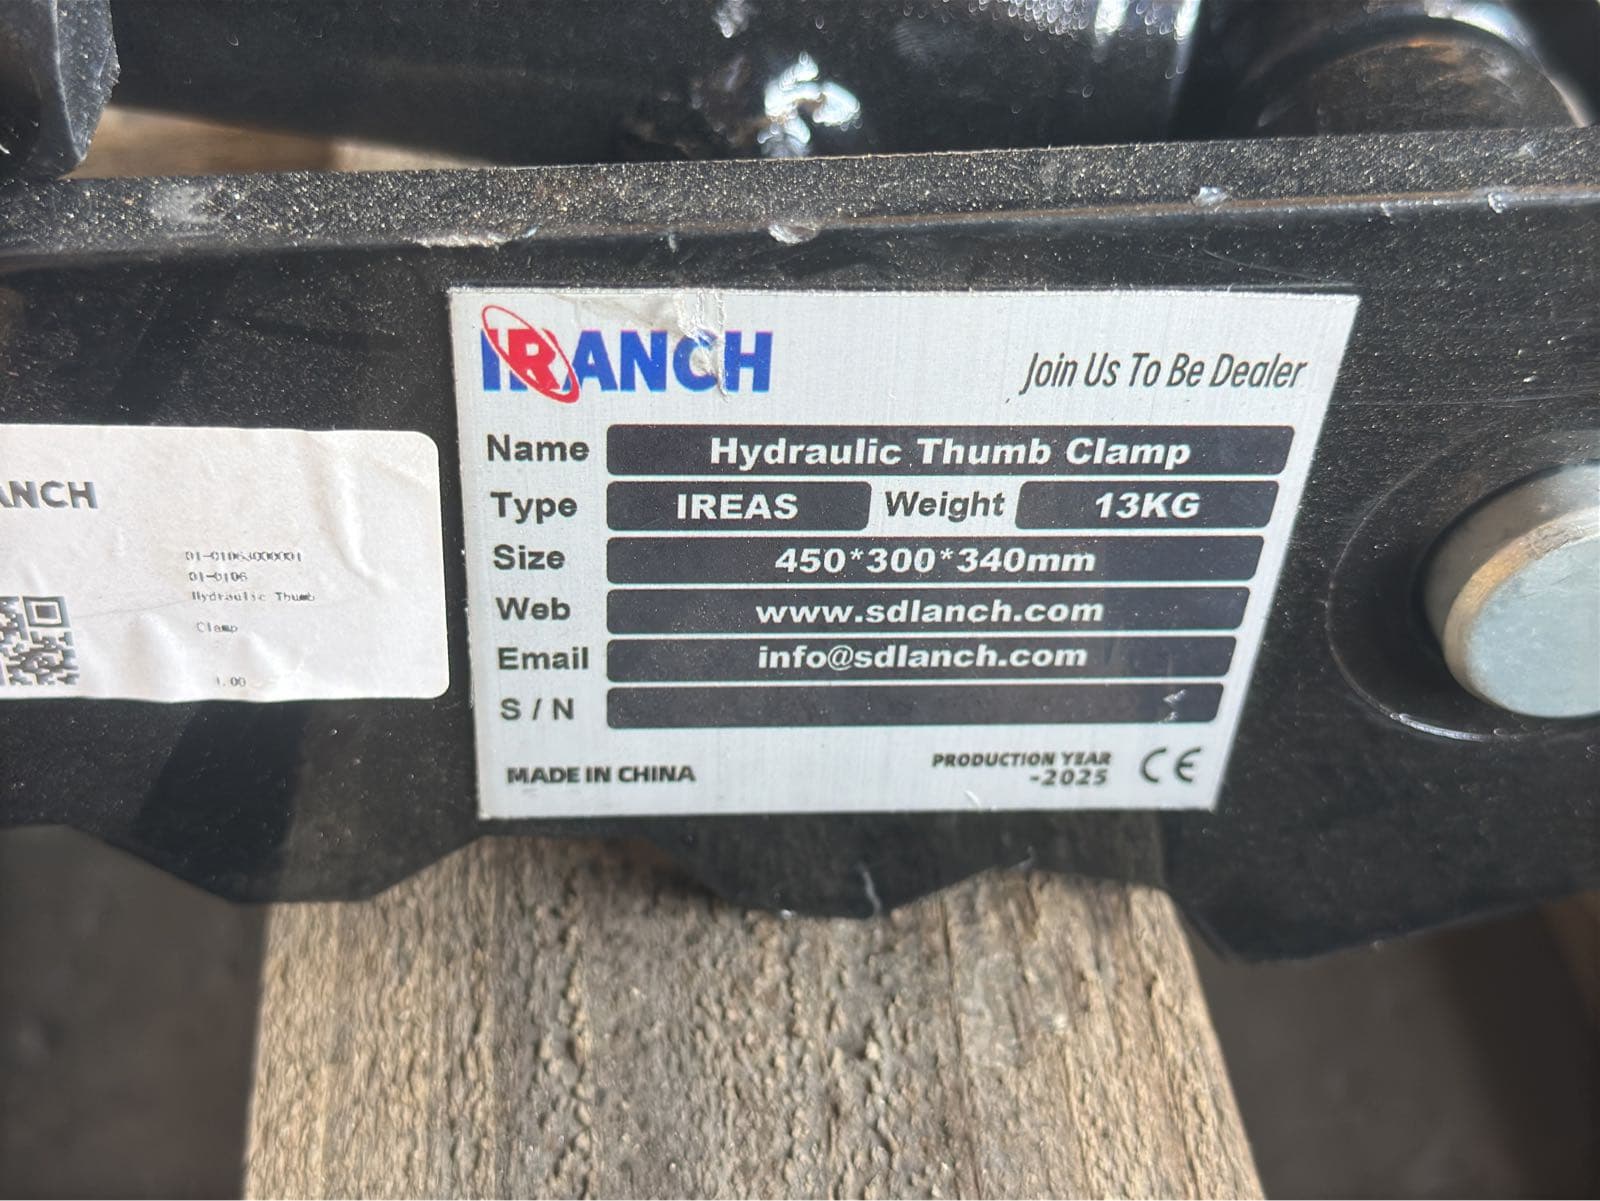 IRANCH
Join Us To Be Dealer
Name Hydraulic Thumb Clamp
Type IREAS Weight 13KG
Size 450*300*340mm
Web www.sdlanch.com
Email info@sdlanch.com
S / N
MADE IN CHINA
PRODUCTION YEAR
-2025
CE
ANCH
01-01063000001
01-0106
Hydraulic Thumb
Clamp
1.00